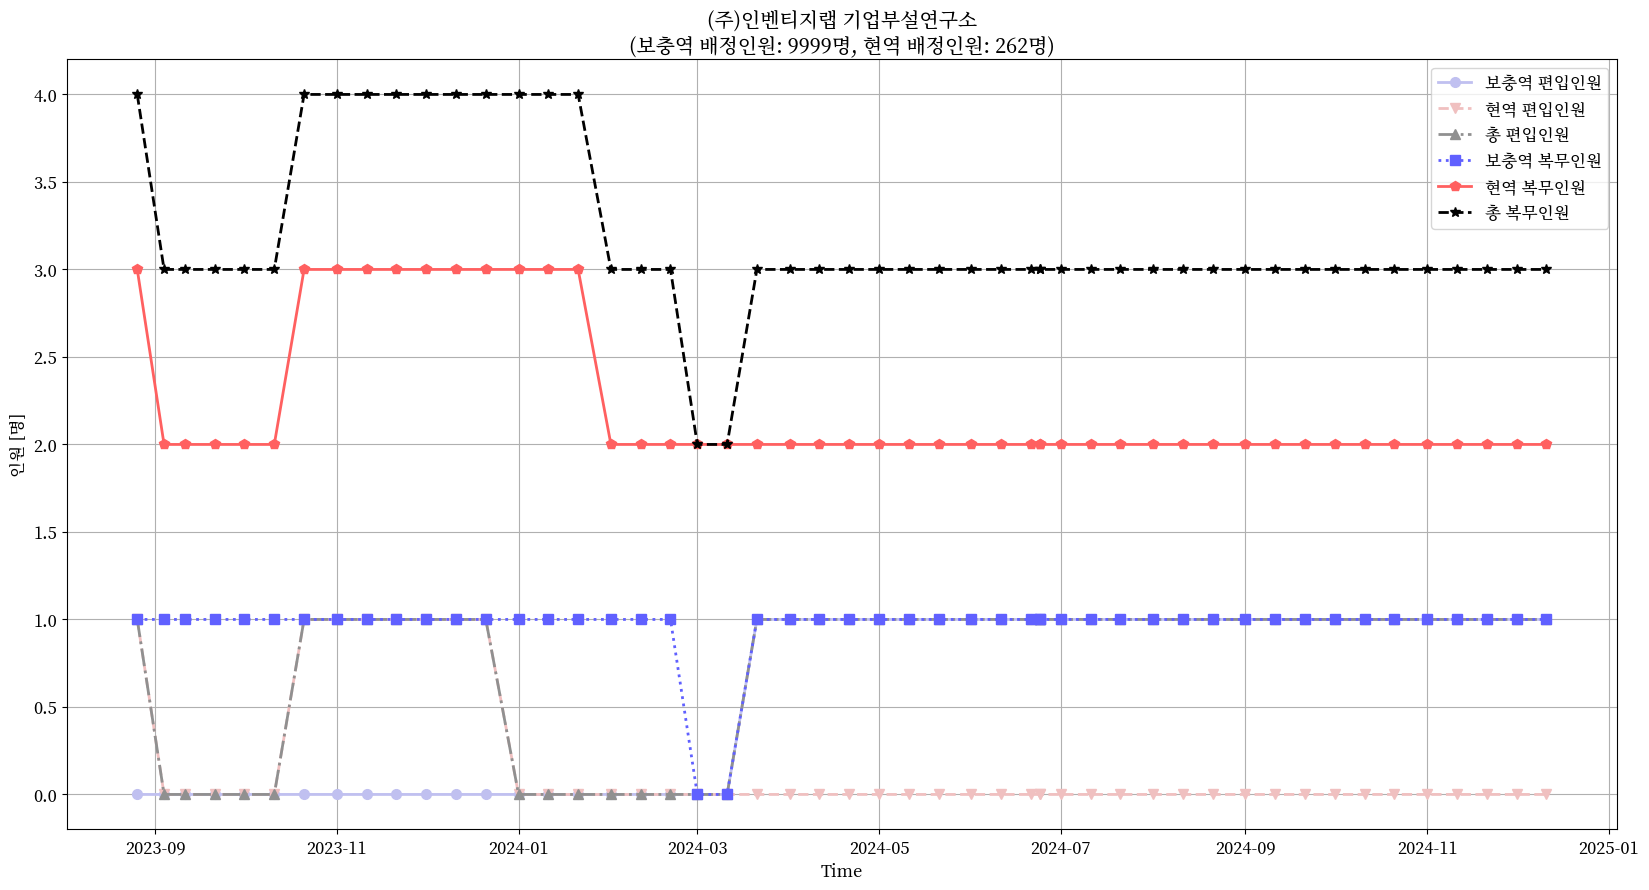 (주)인벤티지랩 기업부설연구소
(보충역 배정인원: 9999명, 현역 배정인원: 262명)
보충역 편입인원
현역 편입인원
총 편입인원
보충역 복무인원
현역 복무인원
총 복무인원
인원 [명]
4.0
3.5
3.0
2.5
2.0
1.5
1.0
0.5
0.0
2023-09
2023-11
2024-01
2024-03
2024-05
2024-07
2024-09
2024-11
2025-01
Time